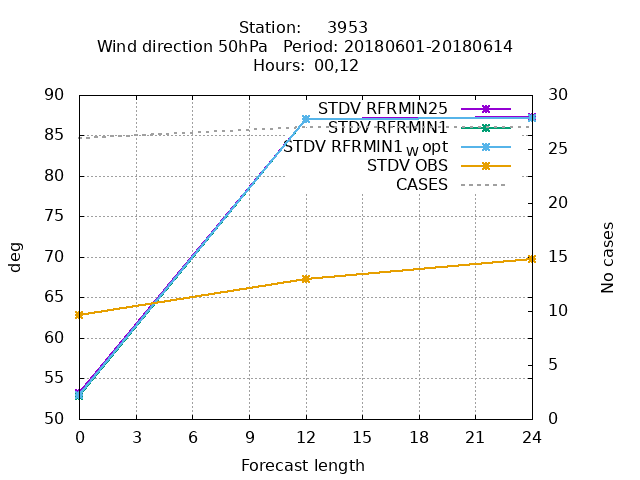 Station: 3953
Wind direction 50hPa Period: 20180601-20180614
Hours: 00,12
90 30
STDV RFRMIN25
STDV RFRMIN1
85
STDV RFRMIN1 W opt
25
STDV OBS
80
CASES
75 20
70 15
deg
No cases
65
10
60
55 5
50 0
0 3 6 9 12 15 18 21 24
Forecast length